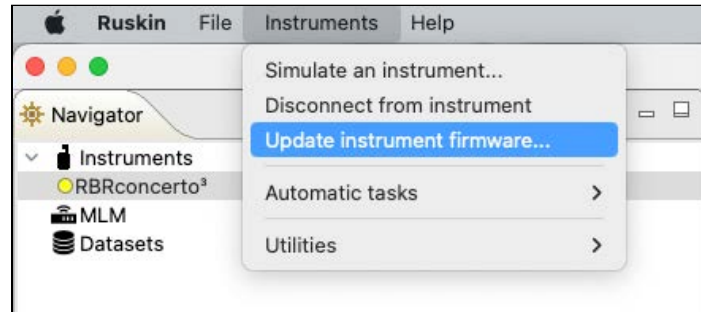 Ruskin File Instruments Help
Simulate an instrument...
Disconnect from instrument
Update instrument firmware...
Automatic tasks
Utilities
Navigator
Instruments
RBRconcerto³
MLM
Datasets